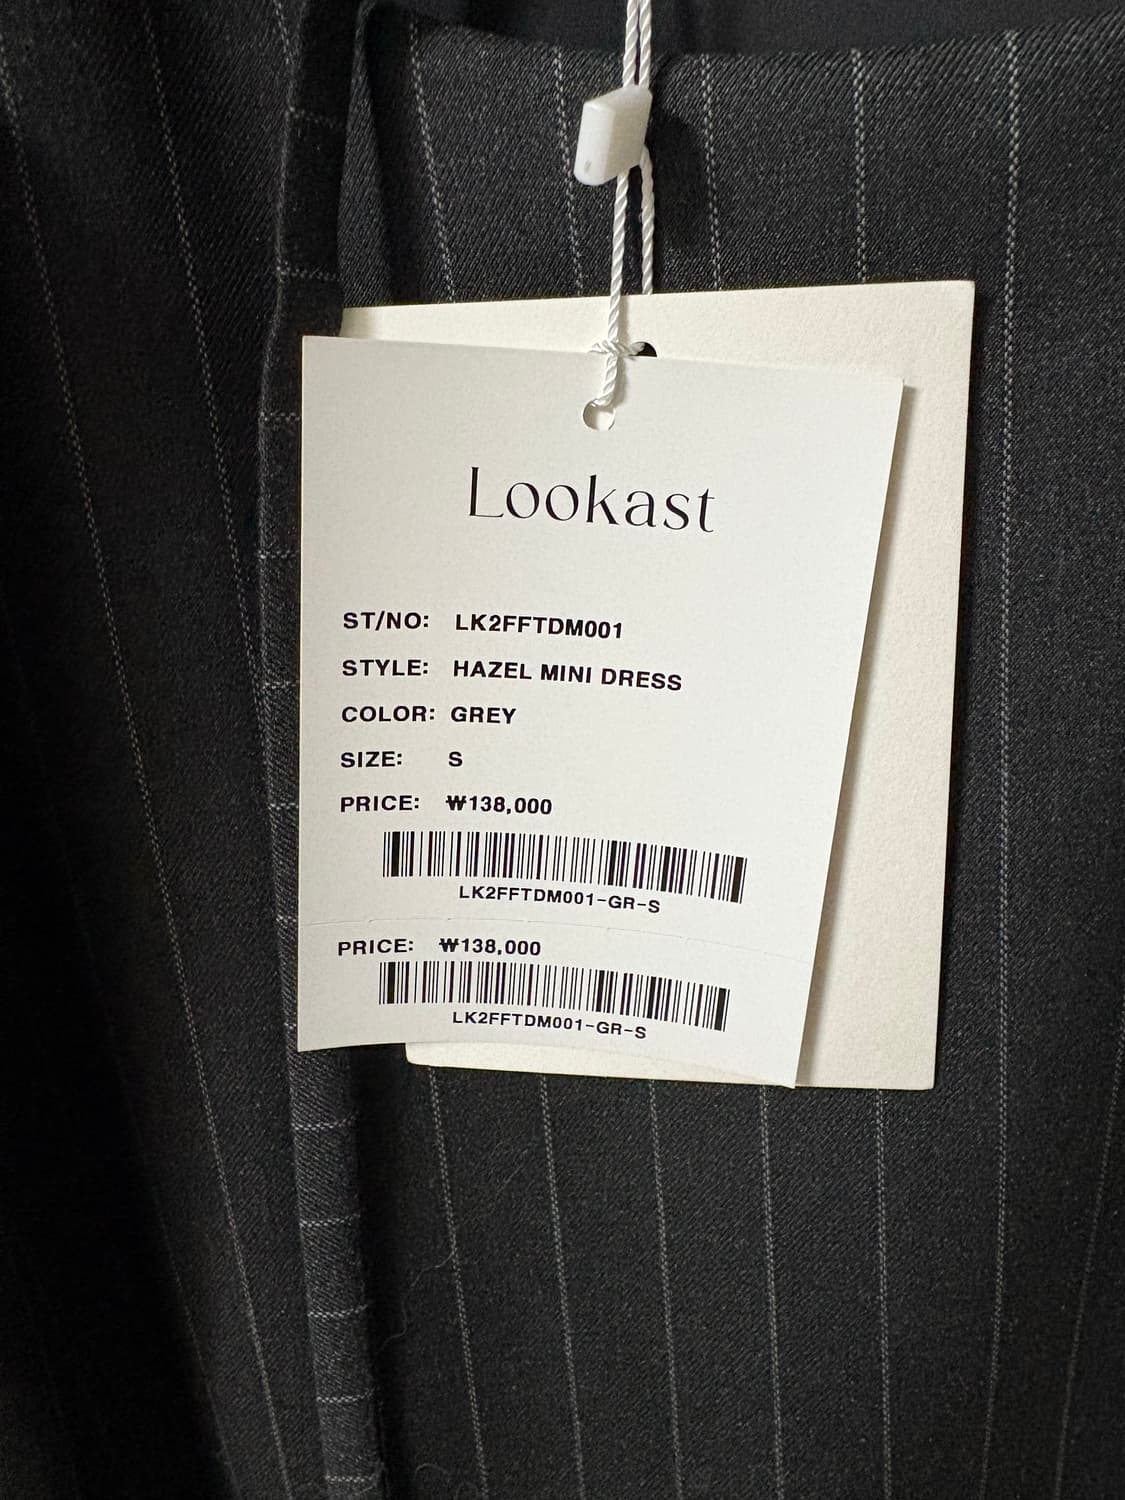 Lookast
ST/NO: LK2FFTDM001
STYLE: HAZEL MINI DRESS
COLOR: GREY
SIZE: S
PRICE: ₩138,000
LK2FFTDM001-GR-S
PRICE: ₩138,000
LK2FFTDM001-GR-S